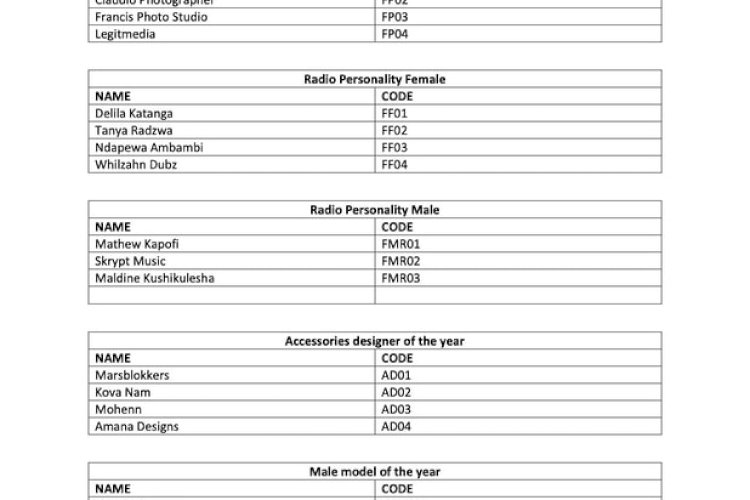 Claudio Photographer FP02
Francis Photo Studio FP03
Legitmedia FP04
Radio Personality Female
NAME CODE
Delila Katanga FF01
Tanya Radzwa FF02
Ndapewa Ambambi FF03
Whilzahn Dubz FF04
Radio Personality Male
NAME CODE
Mathew Kapofi FMR01
Skrypt Music FMR02
Maldine Kushikulesha FMR03
Accessories designer of the year
NAME CODE
Marsblokkers AD01
Kova Nam AD02
Mohenn AD03
Amana Designs AD04
Male model of the year
NAME CODE